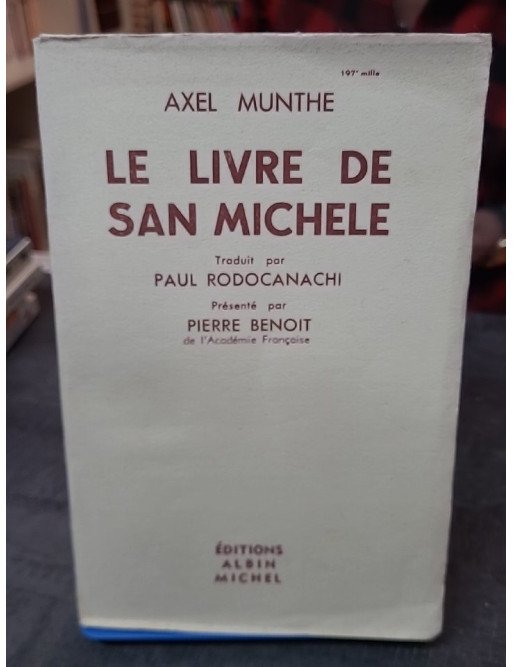 197e mille
AXEL MUNTHE
LE LIVRE DE
SAN MICHELE
Traduit par
PAUL RODOCANACHI
Présenté par
PIERRE BENOIT
de l'Académie Française
ÉDITIONS
ALBIN
MICHEL